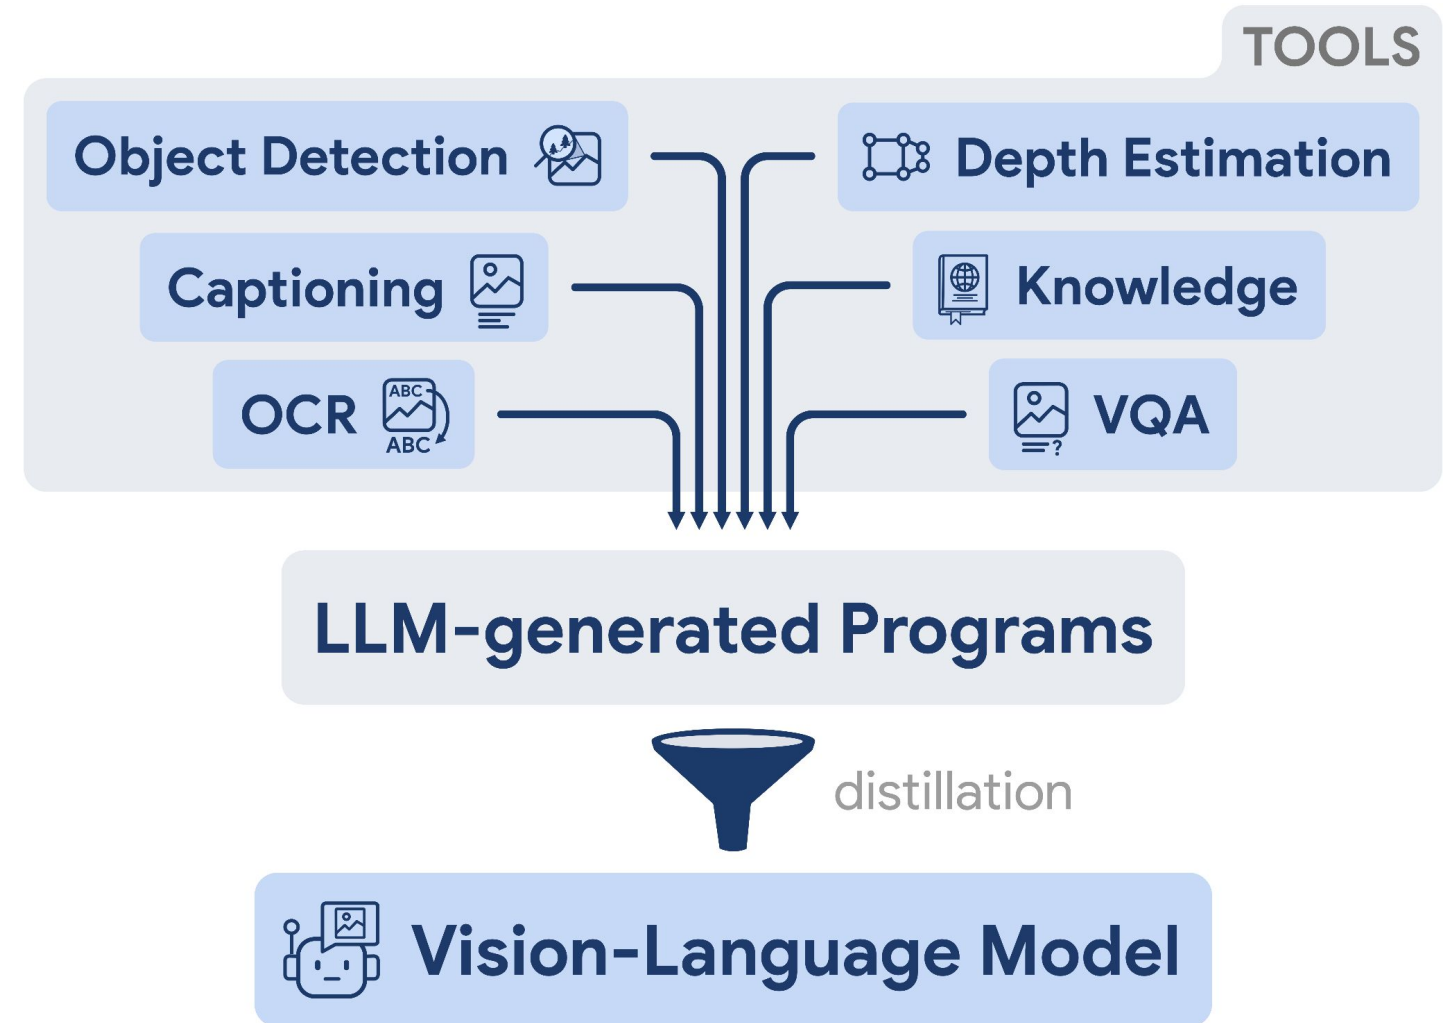 TOOLS
Object Detection
Depth Estimation
Captioning
Knowledge
OCR
ABC
ABC
?
VQA
LLM-generated Programs
distillation
Vision-Language Model